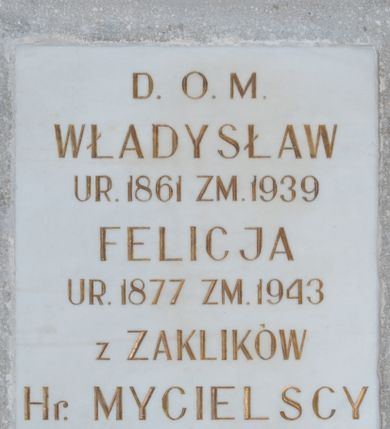 D. O. M.
WŁADYSŁAW
UR. 1861 ZM. 1939
FELICJA
UR. 1877 ZM. 1943
z ZAKLIKÓW
Hr. MYCIELSCY